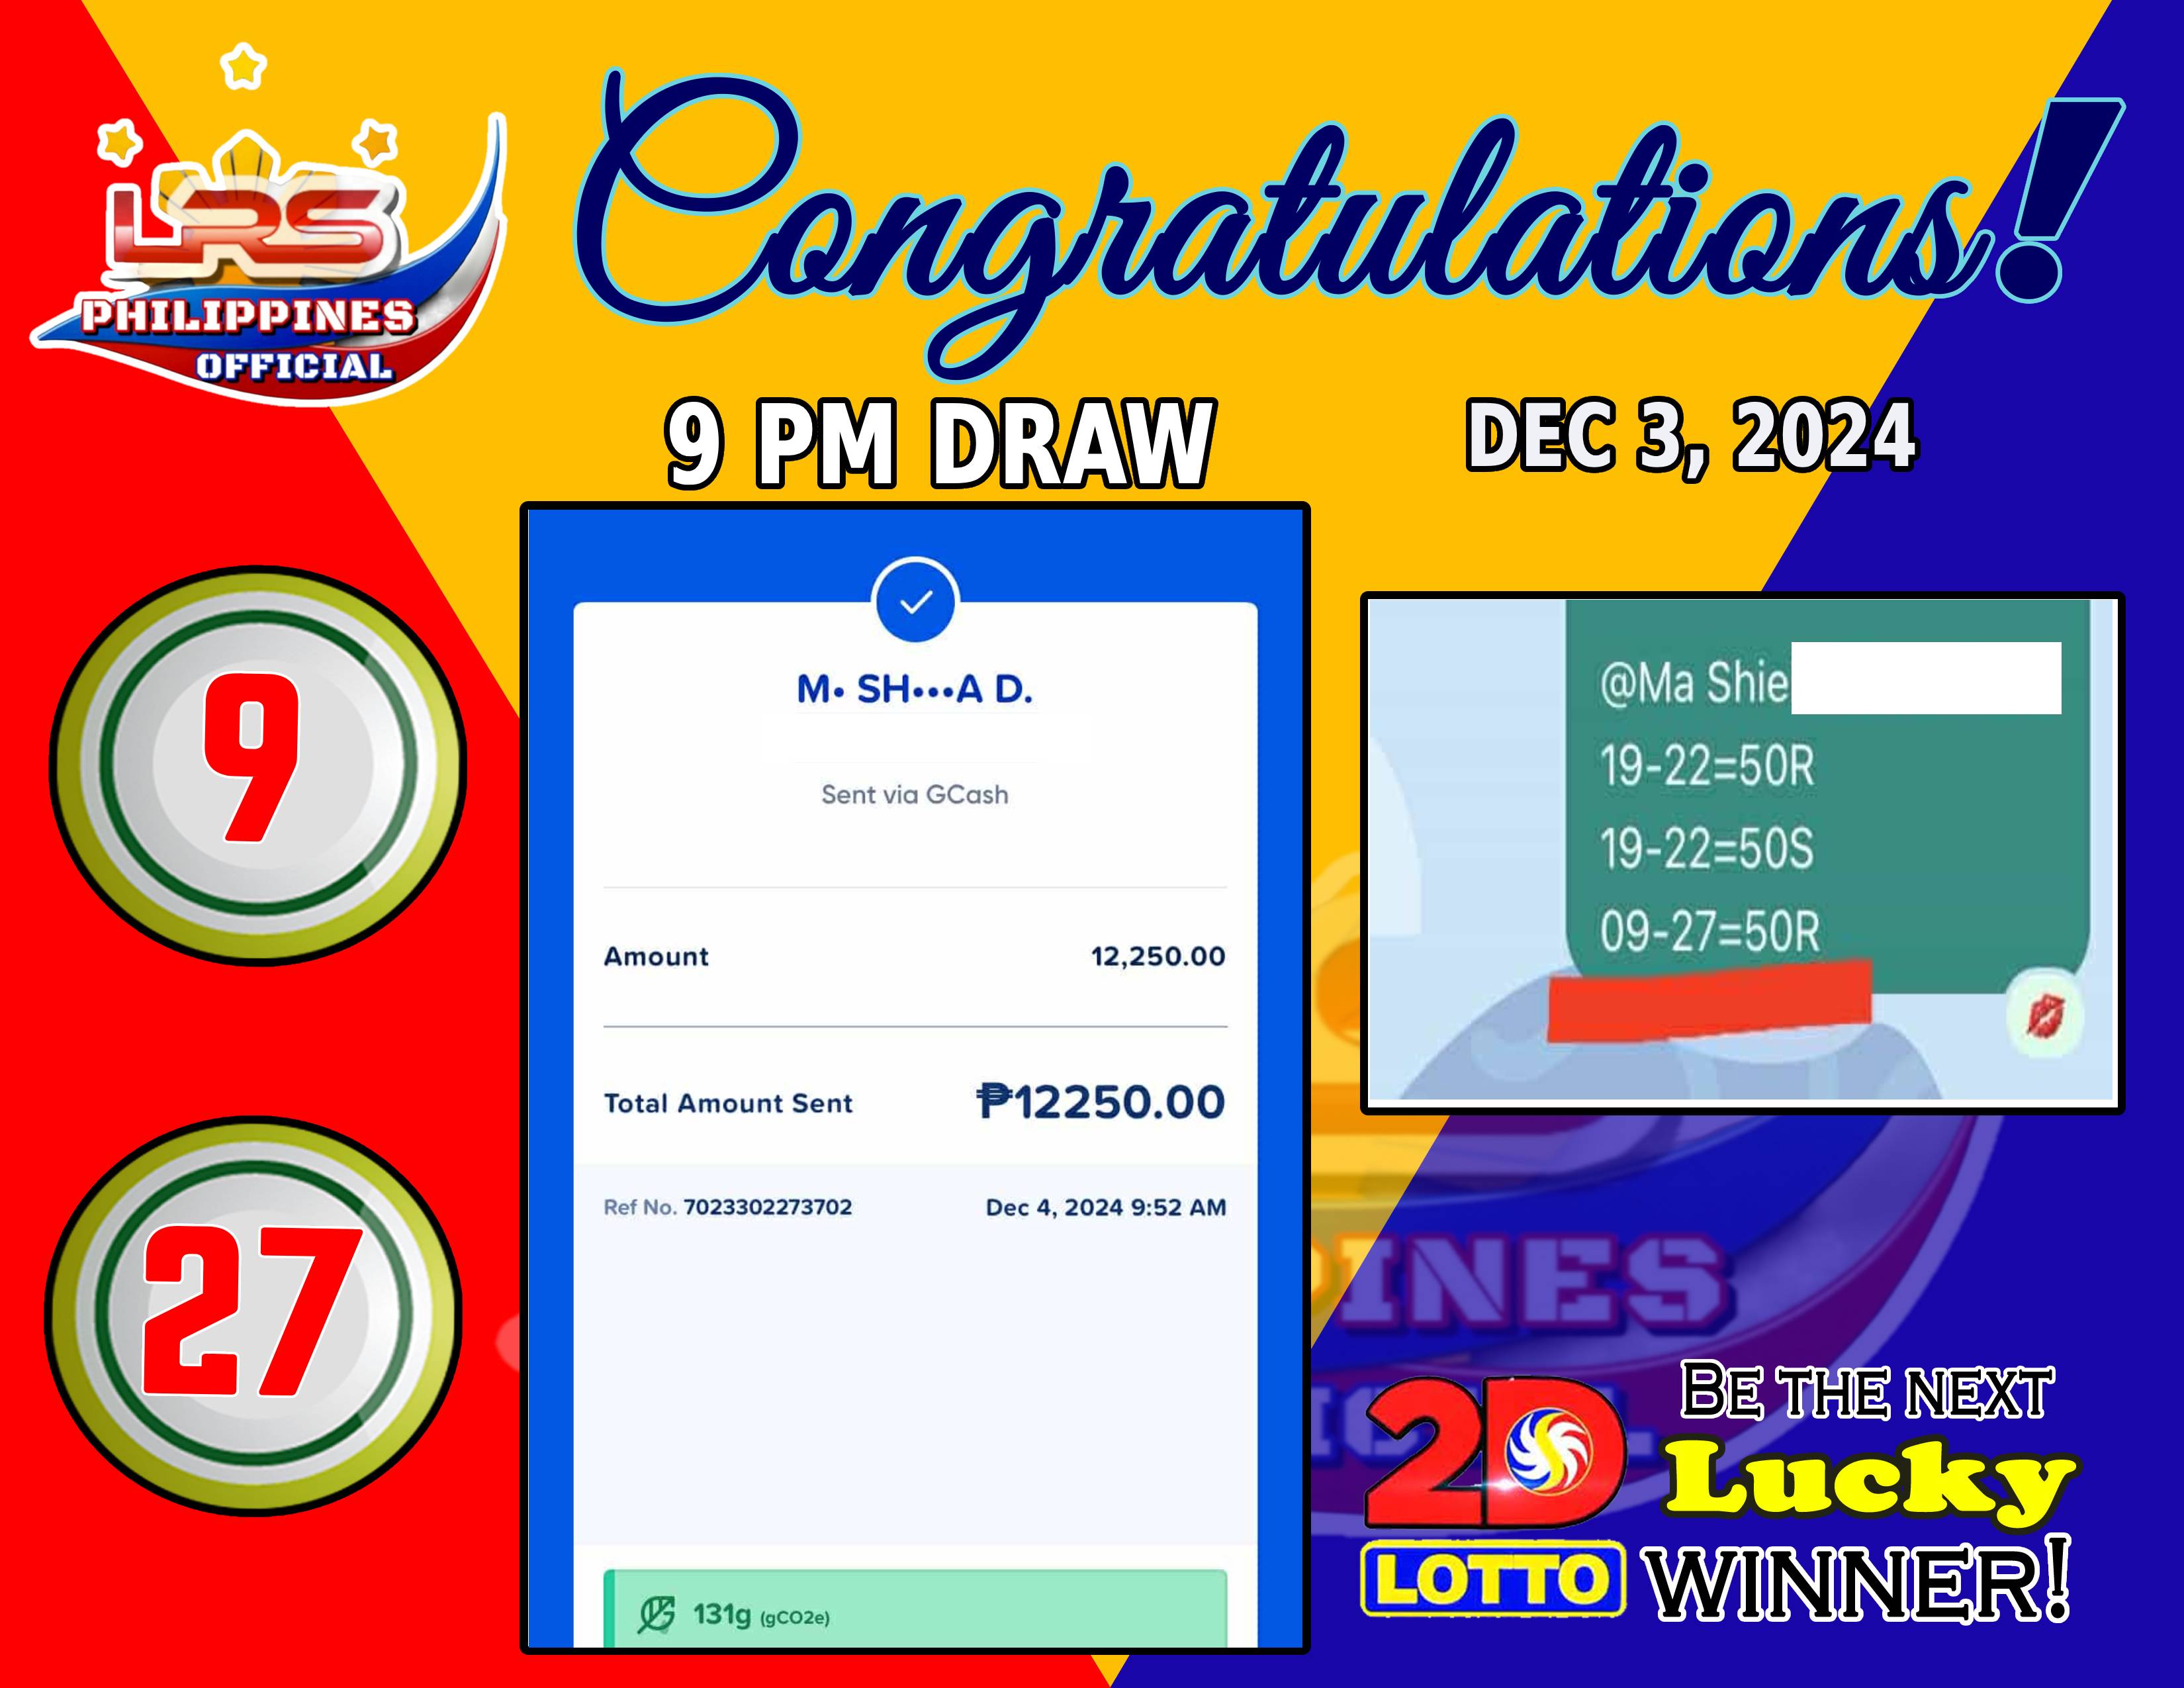 LRS
PHILIPPINES
OFFICIAL
Congratulations!
9 PM DRAW
DEC 3, 2024
9
27
M• SH•••A D.
Sent via GCash
Amount 12,250.00
Total Amount Sent ₱12250.00
Ref No. 7023302273702 Dec 4, 2024 9:52 AM
131g (gCO2e)
@Ma Shie
19-22=50R
19-22=50S
09-27=50R
PINES
2D
LOTTO
BE THE NEXT
Lucky
WINNER!